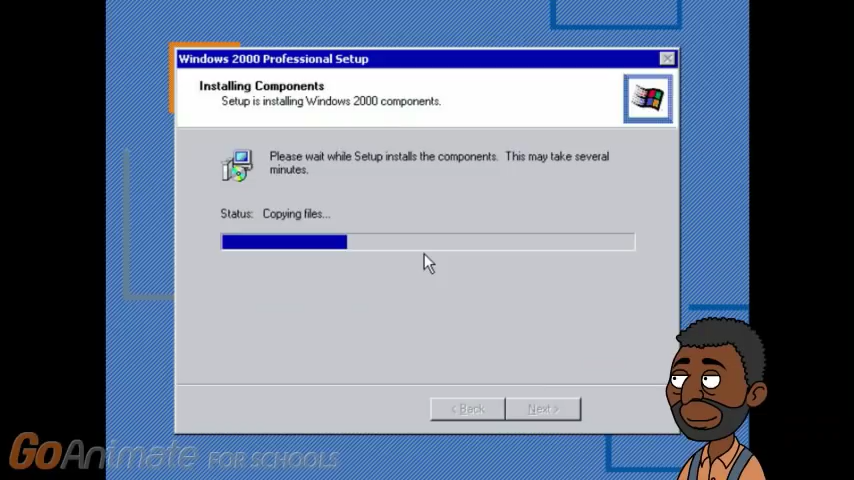 Windows 2000 Professional Setup
Installing Components
Setup is installing Windows 2000 components.
Please wait while Setup installs the components. This may take several
minutes.
Status: Copying files...
< Back Next >
GoAnimate FOR SCHOOLS